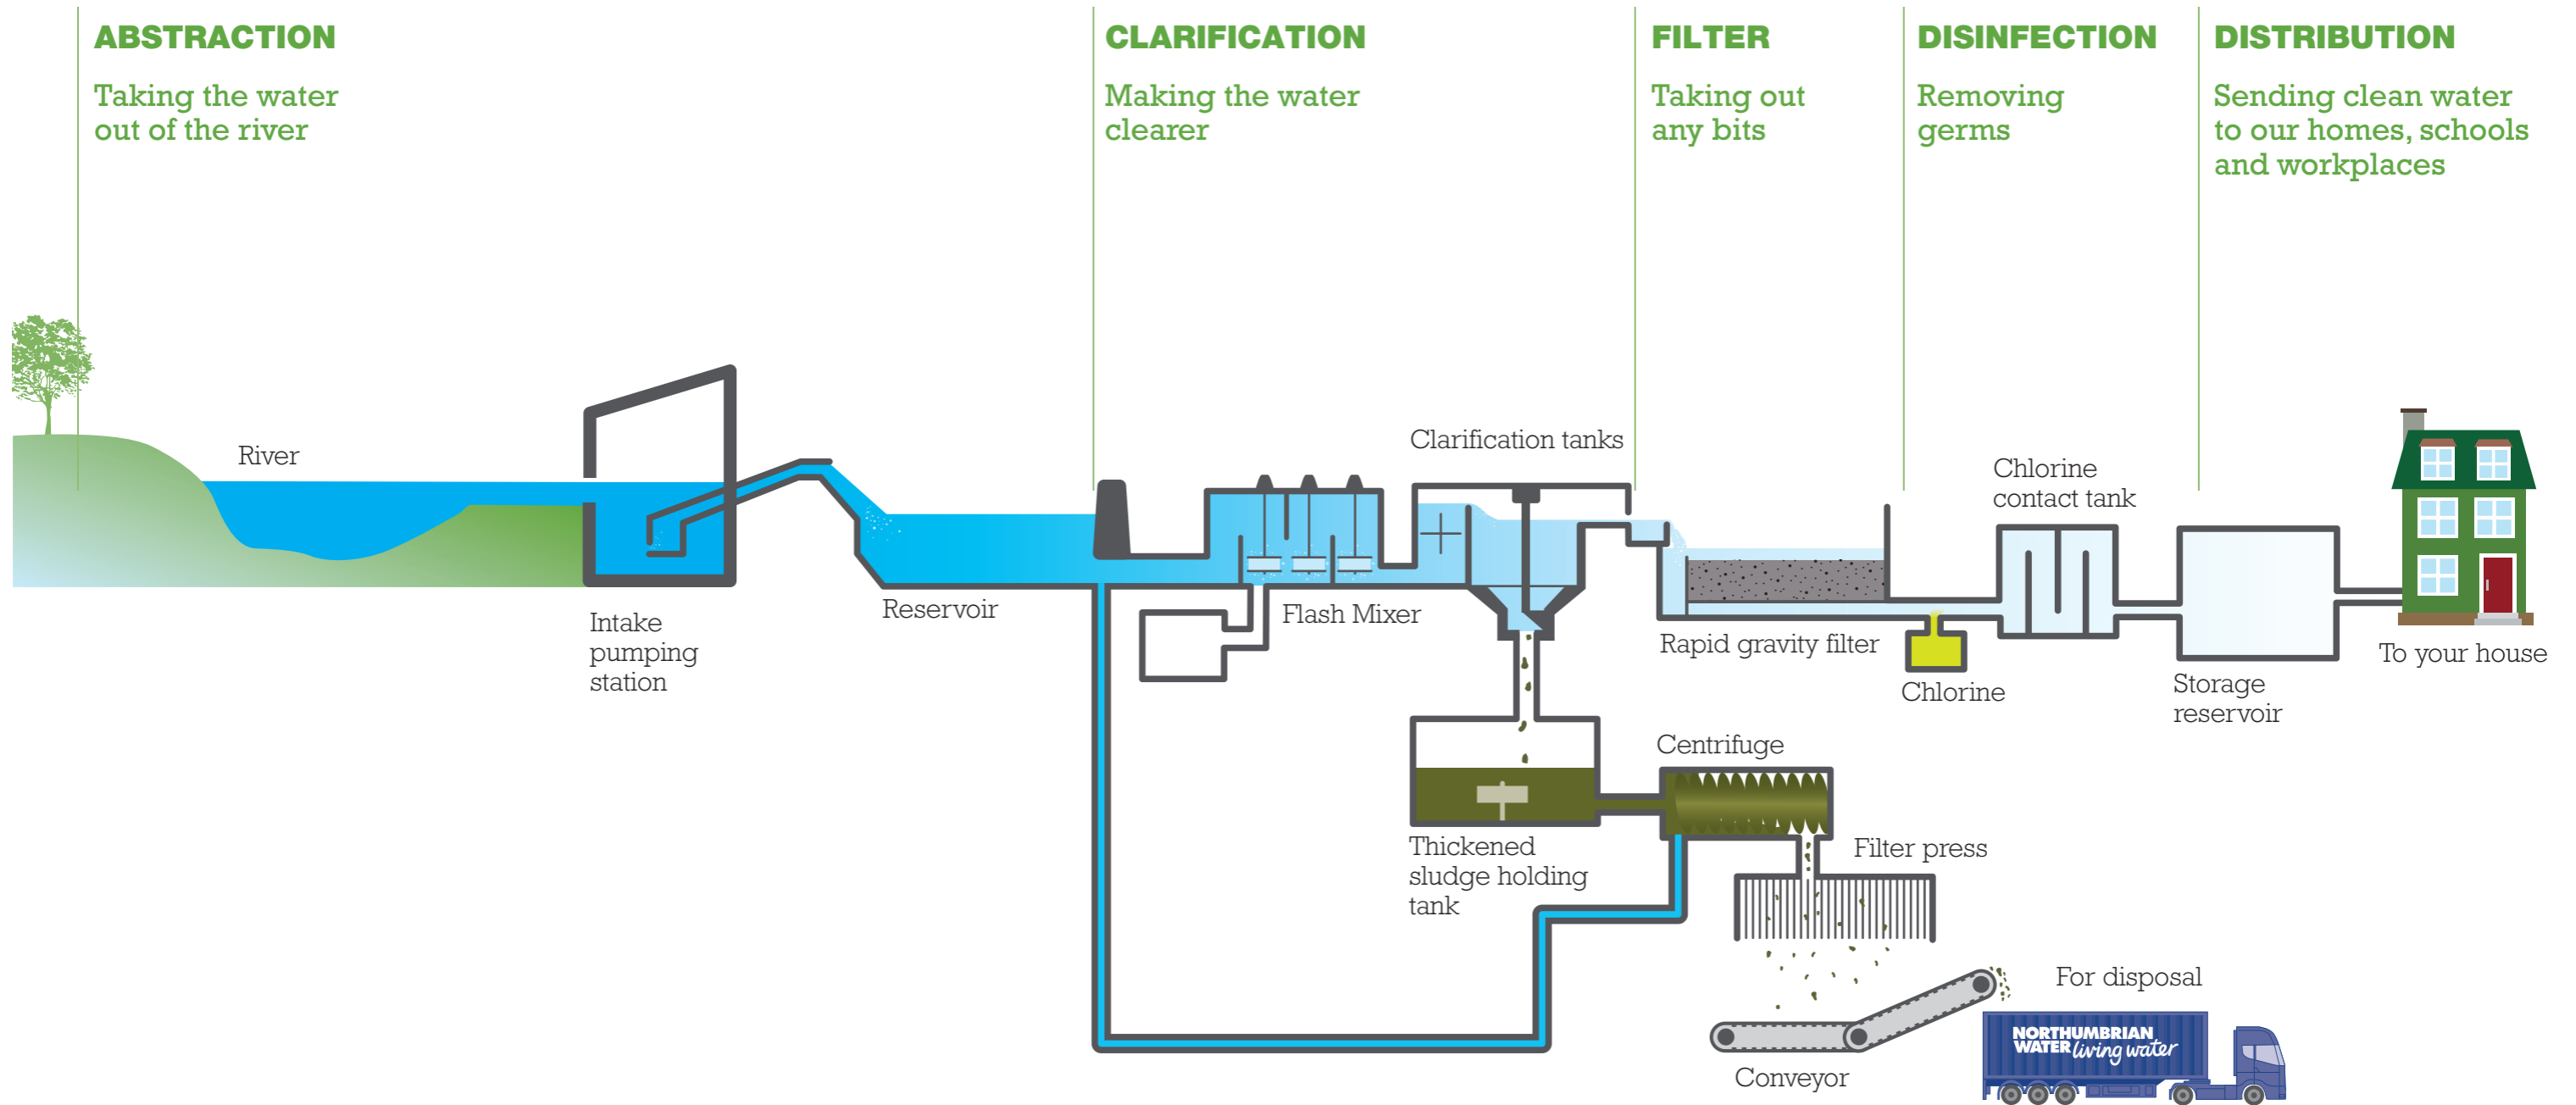 ABSTRACTION
Taking the water
out of the river
CLARIFICATION
Making the water
clearer
FILTER
Taking out
any bits
DISINFECTION
Removing
germs
DISTRIBUTION
Sending clean water
to our homes, schools
and workplaces
River
Intake
pumping
station
Reservoir
Flash Mixer
Clarification tanks
Rapid gravity filter
Chlorine
Chlorine
contact tank
Storage
reservoir
To your house
Thickened
sludge holding
tank
Centrifuge
Filter press
Conveyor
For disposal
NORTHUMBRIAN
WATER living water